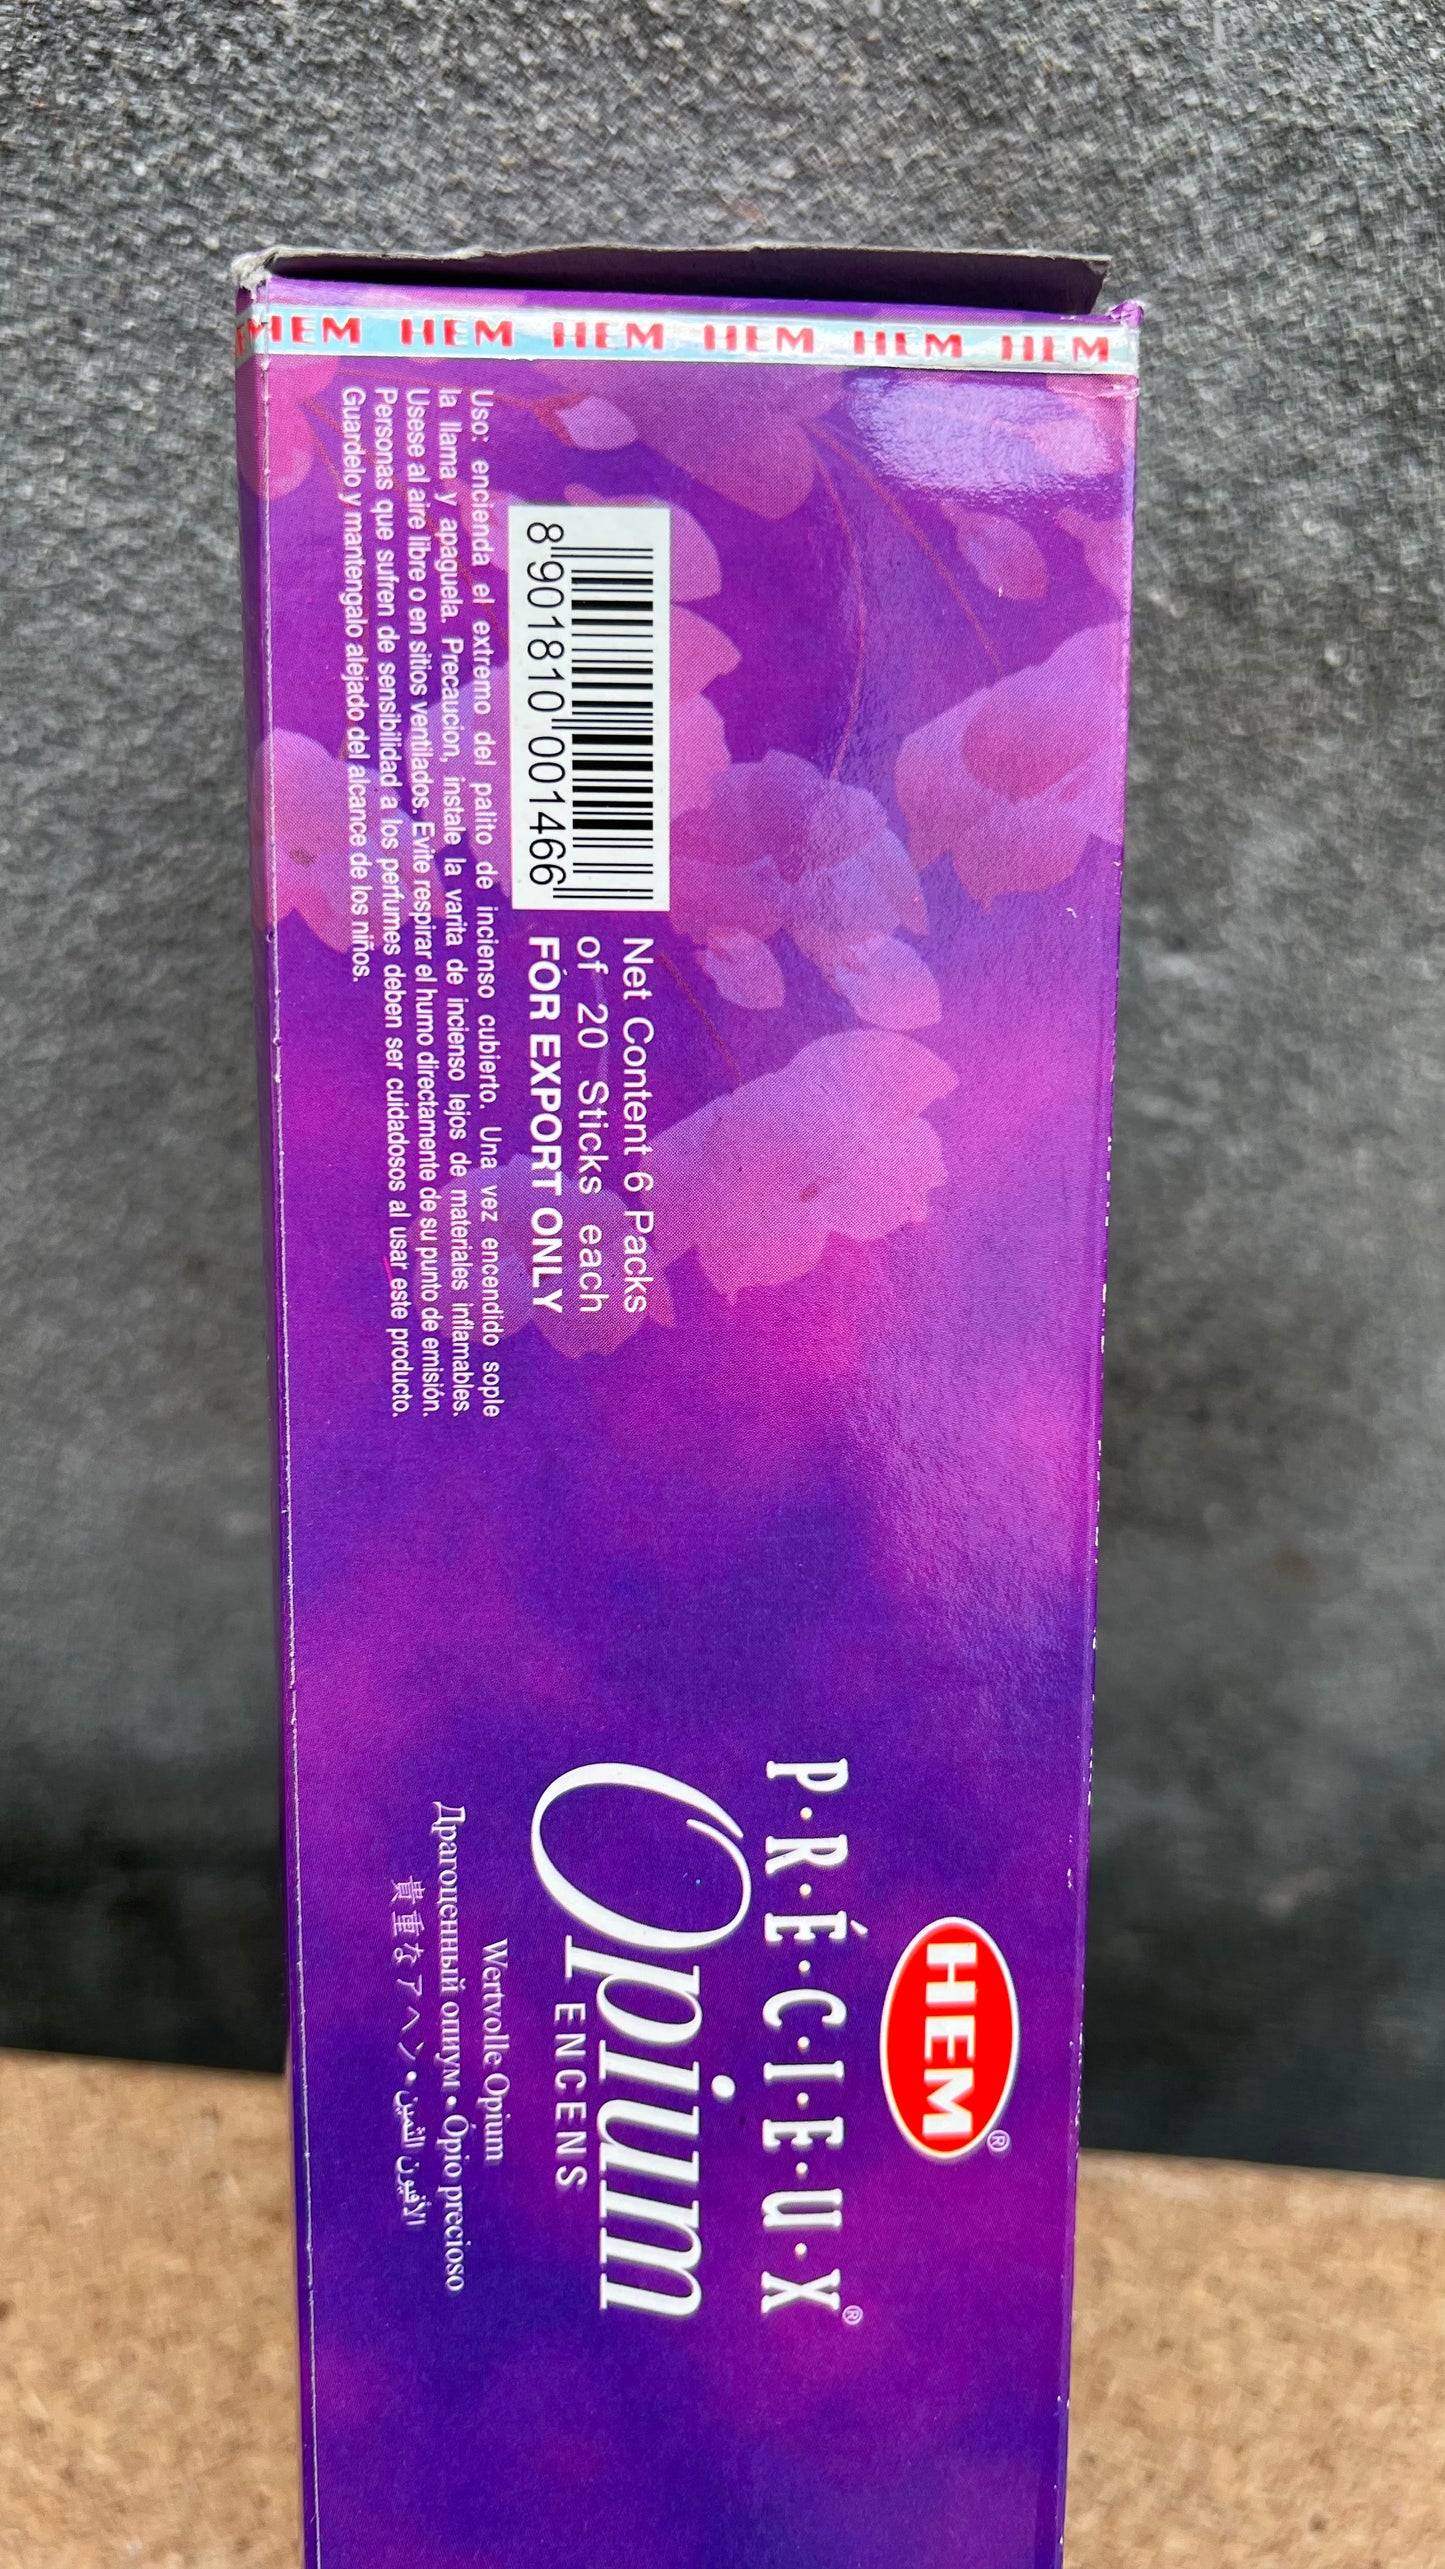 HEM HEM HEM HEM HEM HEM
Net Content 6 Packs
of 20 Sticks each
FOR EXPORT ONLY
8 901810 001466
Uso: encienda el extremo del palito de incienso cubierto. Una vez encendido sople
la llama y apaguela. Precaucion, instale la varita de incienso lejos de materiales inflamables.
Usese al aire libre o en sitios ventilados. Evite respirar el humo directamente de su punto de emisión.
Personas que sufren de sensibilidad a los perfumes deben ser cuidadosos al usar este producto.
Guardelo y mantengalo alejado del alcance de los niños.
HEM®
P·R·É·C·I·E·U·X®
Opium
ENCENS
Wertvolle Opium
Драгоценный опиум • Ópio precioso
貴重なアヘン • الأفيون الثمين